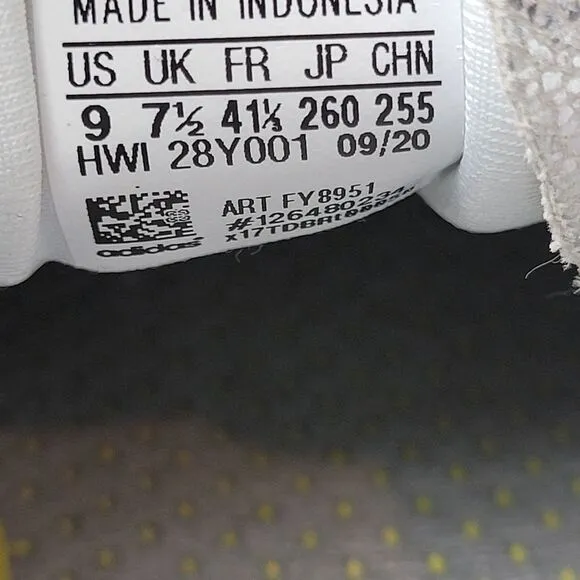 MADE IN INDONESIA
US UK FR JP CHN
9 7½ 41⅓ 260 255
HWI 28Y001 09/20
ART FY8951
adidas